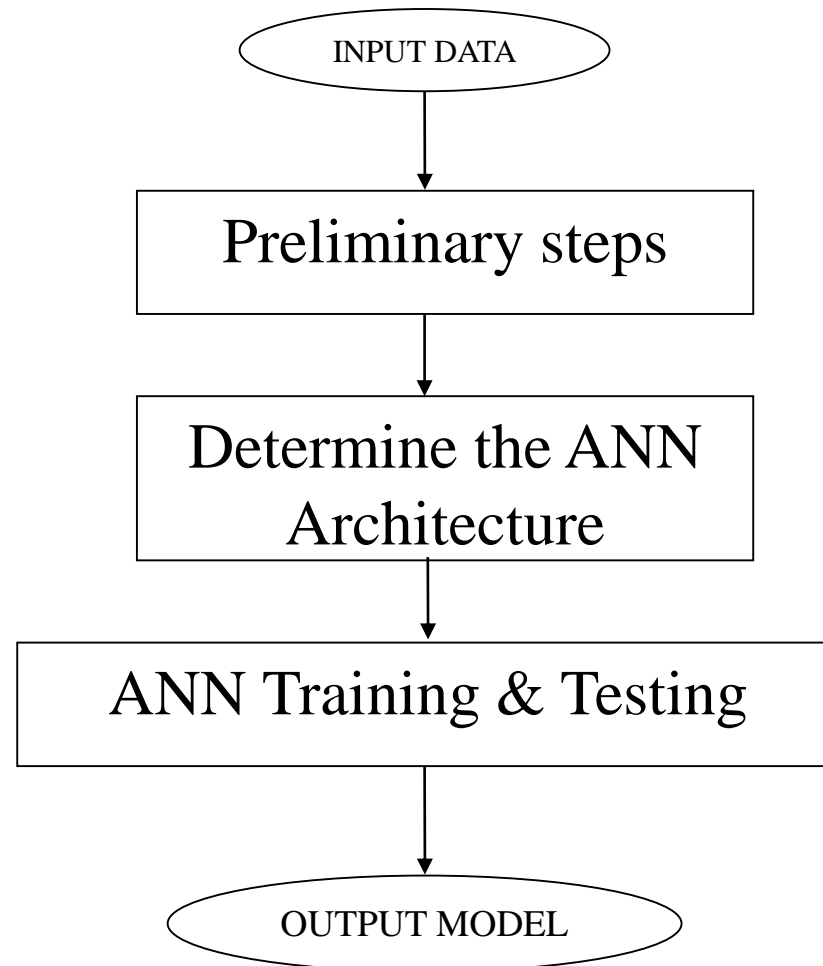 INPUT DATA
Preliminary steps
Determine the ANN
Architecture
ANN Training & Testing
OUTPUT MODEL